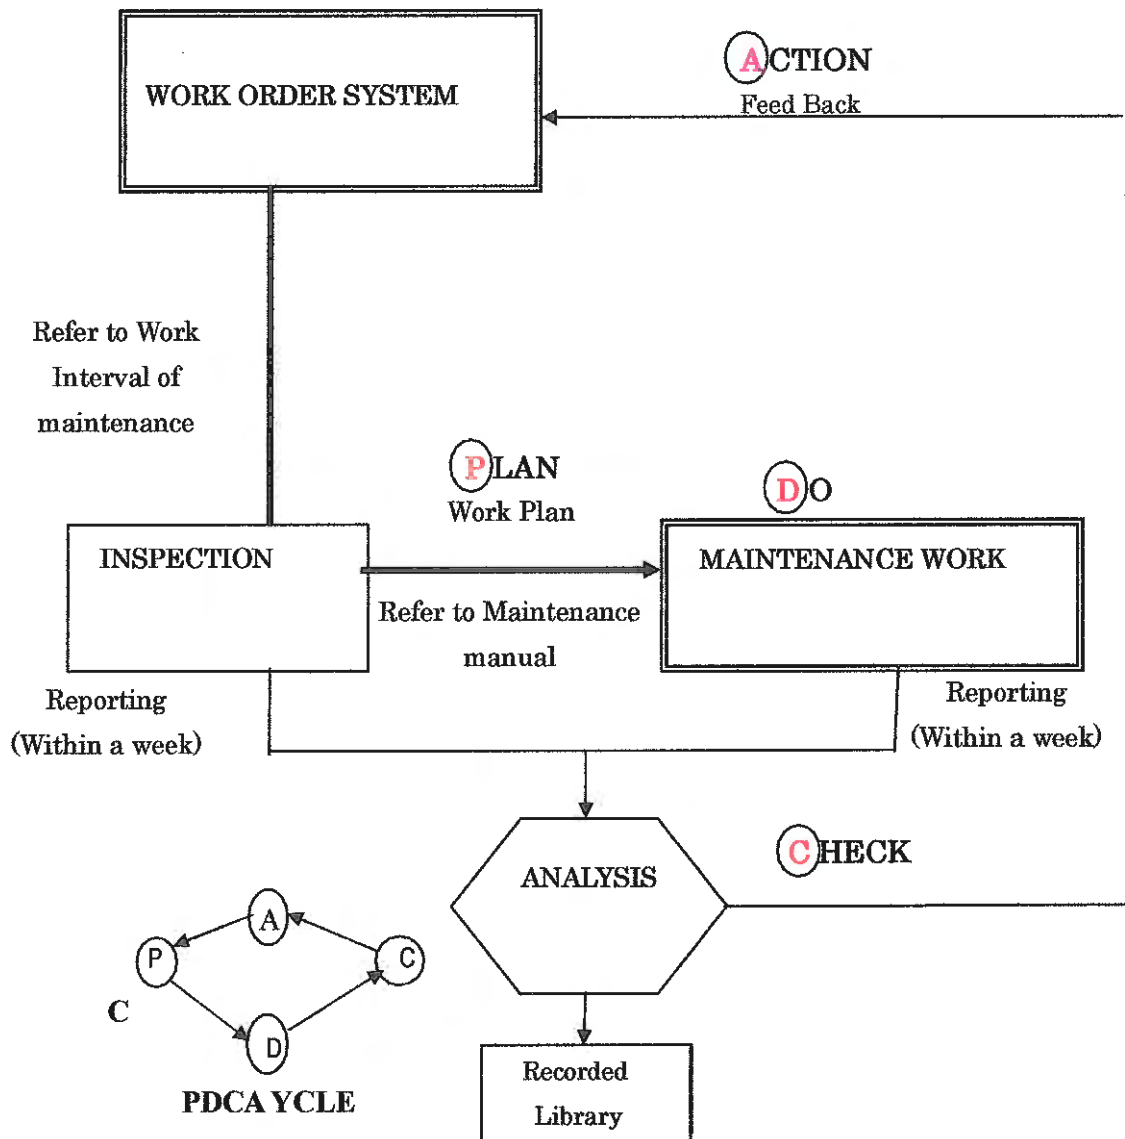 WORK ORDER SYSTEM
ACTION
Feed Back
Refer to Work
Interval of
maintenance
PLAN
Work Plan
DO
INSPECTION
MAINTENANCE WORK
Refer to Maintenance
manual
Reporting
(Within a week)
Reporting
(Within a week)
ANALYSIS
CHECK
A
P
C
D
C
PDCA YCLE
Recorded
Library